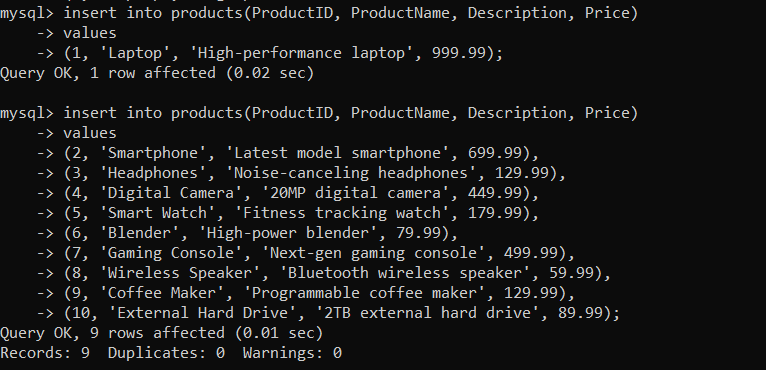 mysql> insert into products(ProductID, ProductName, Description, Price)
    -> values
    -> (1, 'Laptop', 'High-performance laptop', 999.99);
Query OK, 1 row affected (0.02 sec)

mysql> insert into products(ProductID, ProductName, Description, Price)
    -> values
    -> (2, 'Smartphone', 'Latest model smartphone', 699.99),
    -> (3, 'Headphones', 'Noise-canceling headphones', 129.99),
    -> (4, 'Digital Camera', '20MP digital camera', 449.99),
    -> (5, 'Smart Watch', 'Fitness tracking watch', 179.99),
    -> (6, 'Blender', 'High-power blender', 79.99),
    -> (7, 'Gaming Console', 'Next-gen gaming console', 499.99),
    -> (8, 'Wireless Speaker', 'Bluetooth wireless speaker', 59.99),
    -> (9, 'Coffee Maker', 'Programmable coffee maker', 129.99),
    -> (10, 'External Hard Drive', '2TB external hard drive', 89.99);
Query OK, 9 rows affected (0.01 sec)
Records: 9  Duplicates: 0  Warnings: 0